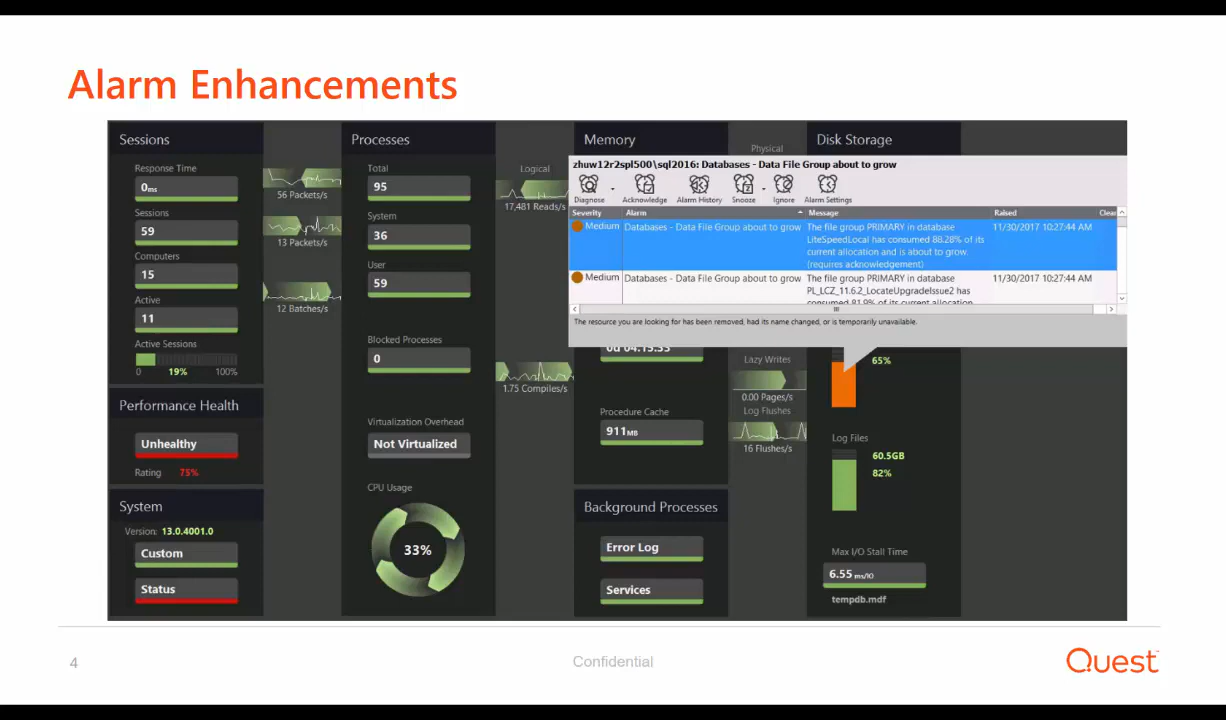 Alarm Enhancements
Sessions
Response Time
0ms
Sessions
59
Computers
15
Active
11
Active Sessions
0 19% 100%
Performance Health
Unhealthy
Rating 75%
System
Version: 13.0.4001.0
Custom
Status
56 Packets/s
13 Packets/s
12 Batches/s
Processes
Total
95
System
36
User
59
Blocked Processes
0
Virtualization Overhead
Not Virtualized
CPU Usage
33%
Logical
17,481 Reads/s
1.75 Compiles/s
Memory
Physical
Disk Storage
zhuw12r2spl500\sql2016: Databases - Data File Group about to grow
Diagnose Acknowledge Alarm History Snooze Ignore Alarm Settings
Severity Alarm Message Raised Clear
Medium Databases - Data File Group about to grow The file group PRIMARY in database 11/30/2017 10:27:44 AM
LiteSpeedLocal has consumed 88.28% of its
current allocation and is about to grow.
(requires acknowledgement)
Medium Databases - Data File Group about to grow The file group PRIMARY in database 11/30/2017 10:27:44 AM
PL_LCZ_11.6.2_LocateUpgradeIssue2 has
consumed 81.9% of its current allocation
The resource you are looking for has been removed, had its name changed, or is temporarily unavailable.
Procedure Cache
911MB
Background Processes
Error Log
Services
Lazy Writes
0.00 Pages/s
Log Flushes
16 Flushes/s
65%
Log Files
60.5GB
82%
Max I/O Stall Time
6.55 ms/IO
tempdb.mdf
4
Confidential
Quest